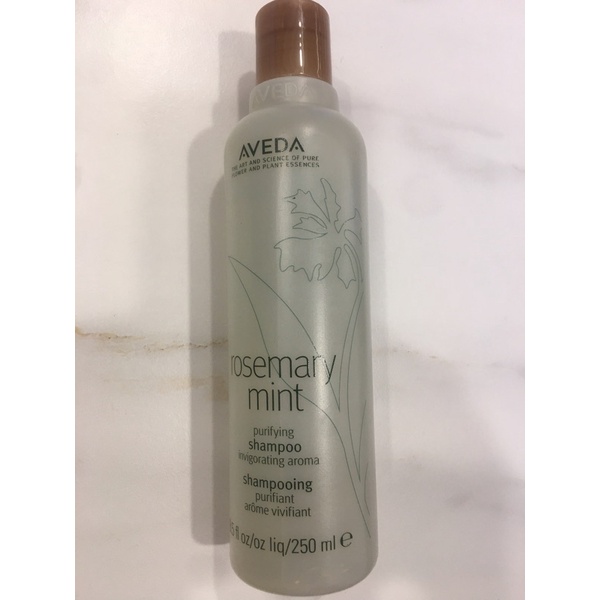 AVEDA
AVEDA
THE ART AND SCIENCE OF PURE
FLOWER AND PLANT ESSENCES
rosemary
mint
purifying
shampoo
invigorating aroma
shampooing
purifiant
arôme vivifiant
fl oz/oz liq/250 ml e